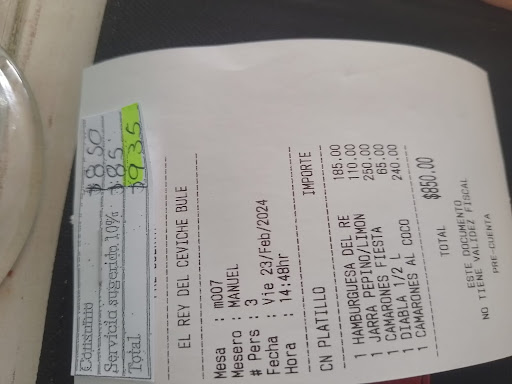 Consumo $850
Servicio sugerido 10% $85
Total $935
EL REY DEL CEVICHE BULE
Mesa : m007
Mesero : MANUEL
# Pers : 3
Fecha : Vie 23/Feb/2024
Hora : 14:48hr
CN PLATILLO IMPORTE
1 HAMBURGUESA DEL RE 185.00
1 JARRA PEPINO/LIMON 110.00
1 CAMARONES FIESTA 250.00
1 DIABLA 1/2 L 65.00
1 CAMARONES AL COCO 240.00
TOTAL $850.00
ESTE DOCUMENTO
NO TIENE VALIDEZ FISCAL
PRE-CUENTA